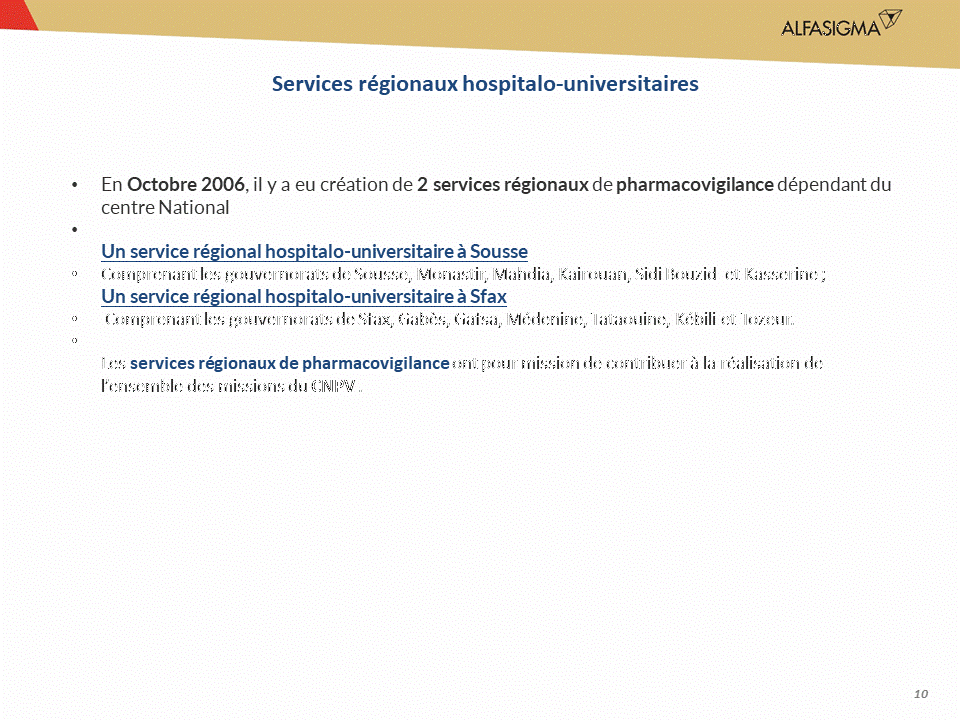 ALFASIGMA
Services régionaux hospitalo-universitaires
• En Octobre 2006, il y a eu création de 2 services régionaux de pharmacovigilance dépendant du
centre National
•
Un service régional hospitalo-universitaire à Sousse
• Comprenant les gouvernorats de Sousse, Monastir, Mahdia, Kairouan, Sidi Bouzid et Kasserine ;
Un service régional hospitalo-universitaire à Sfax
• Comprenant les gouvernorats de Sfax, Gabès, Gafsa, Médenine, Tataouine, Kébili et Tozeur.
•
Les services régionaux de pharmacovigilance ont pour mission de contribuer à la réalisation de
l'ensemble des missions du CNPV .
10